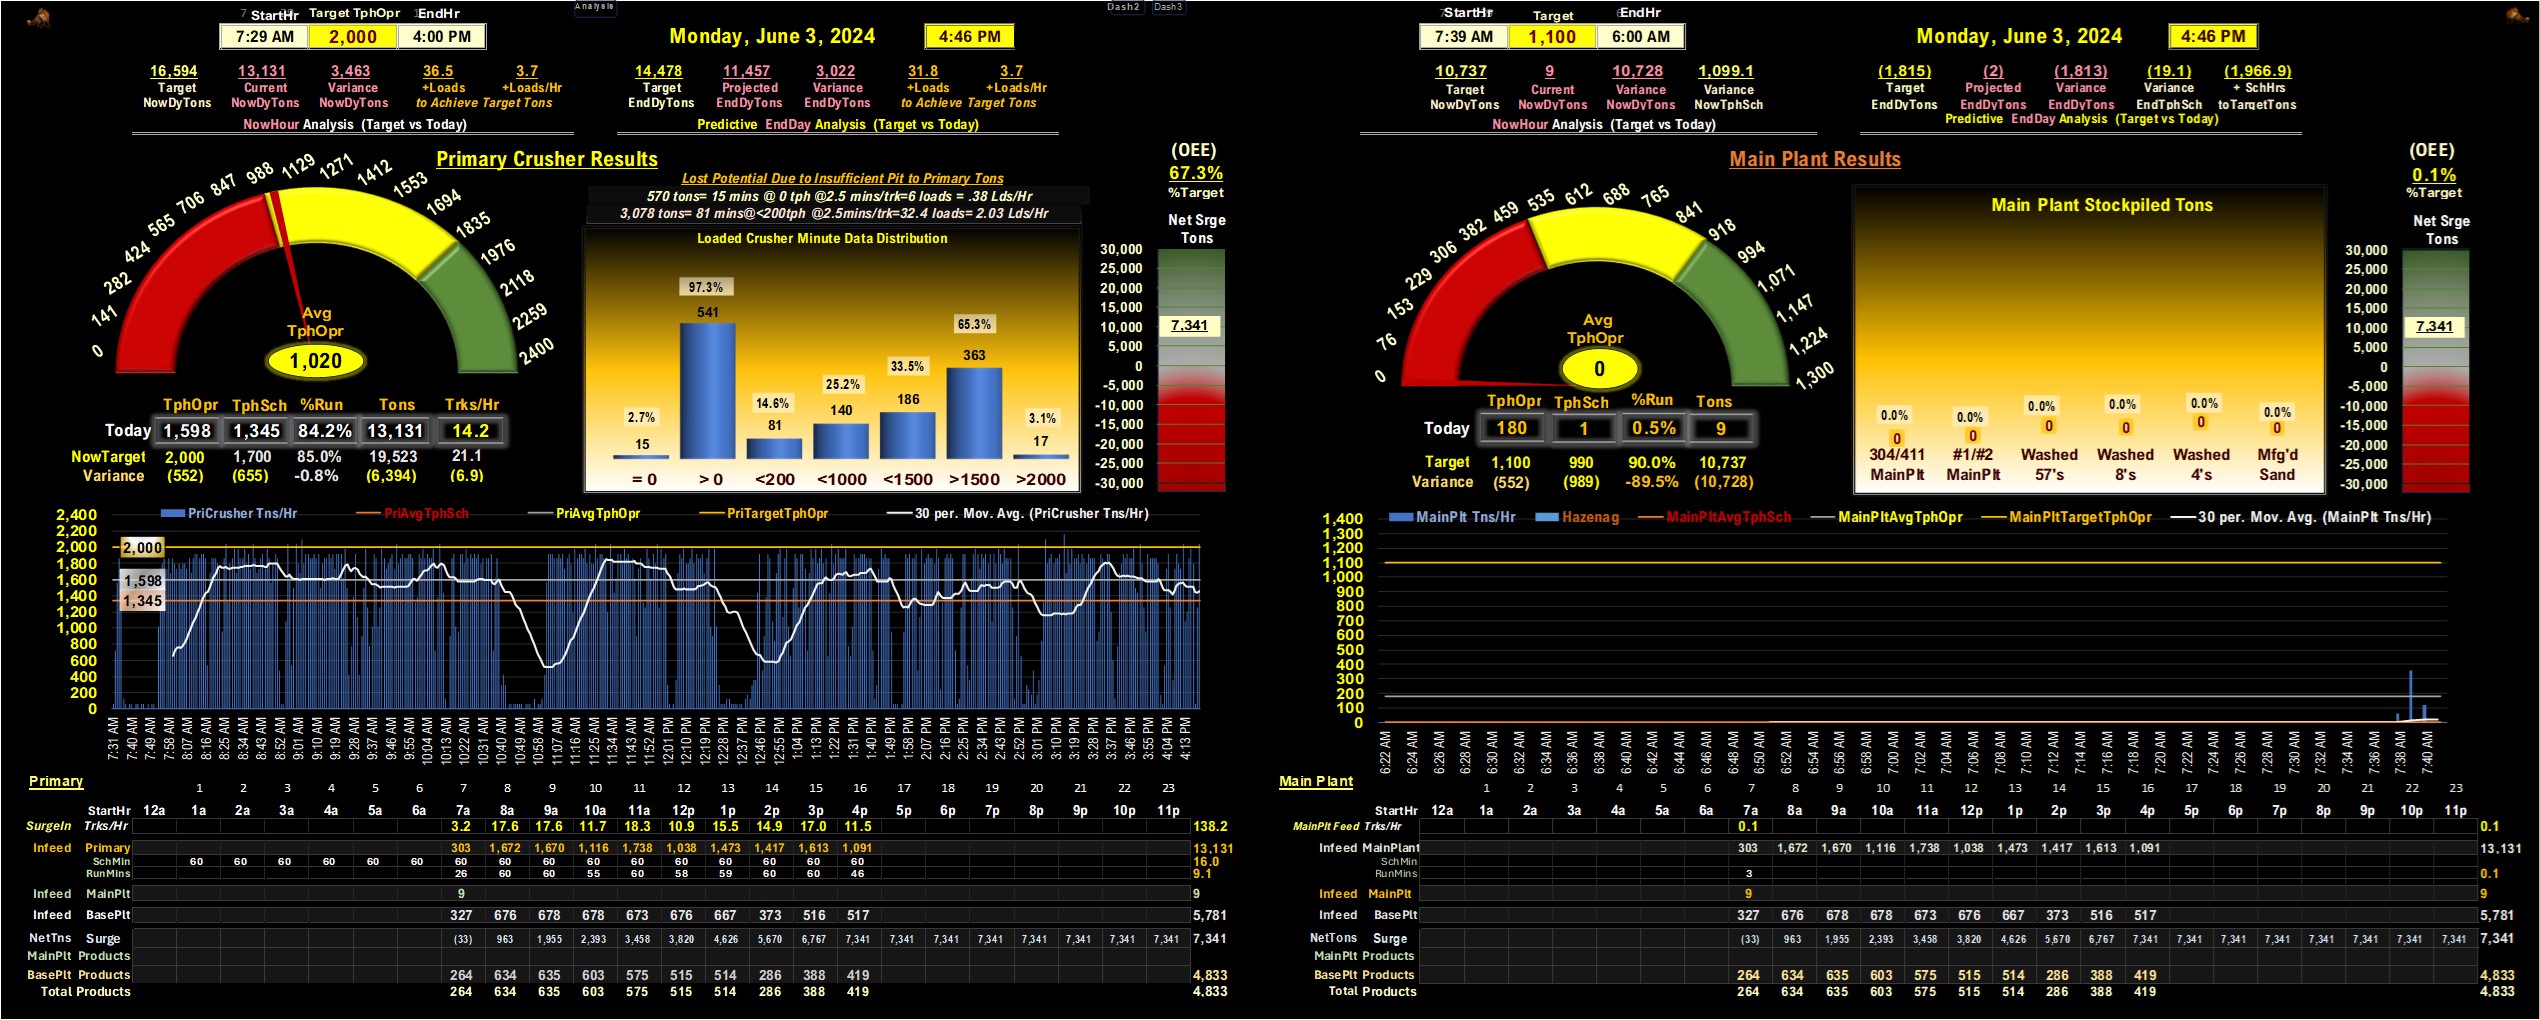 Analysis
Dash2 Dash3
StartHr Target TphOpr EndHr
7:29 AM 2,000 4:00 PM
Monday, June 3, 2024 4:46 PM
16,594 13,131 3,463 36.5 3.7
Target Current Variance +Loads +Loads/Hr
NowDyTons NowDyTons NowDyTons to Achieve Target Tons
NowHour Analysis (Target vs Today)
14,478 11,457 3,022 31.8 3.7
Target Projected Variance +Loads +Loads/Hr
EndDyTons EndDyTons EndDyTons to Achieve Target Tons
Predictive EndDay Analysis (Target vs Today)
Primary Crusher Results
0 141 282 424 565 706 847 988 1129 1271 1412 1553 1694 1835 1976 2118 2259 2400
Avg
TphOpr
1,020
TphOpr TphSch %Run Tons Trks/Hr
Today 1,598 1,345 84.2% 13,131 14.2
NowTarget 2,000 1,700 85.0% 19,523 21.1
Variance (552) (655) -0.8% (6,394) (6.9)
Lost Potential Due to Insufficient Pit to Primary Tons
570 tons= 15 mins @ 0 tph @2.5 mins/trk=6 loads = .38 Lds/Hr
3,078 tons= 81 mins@<200tph @2.5mins/trk=32.4 loads= 2.03 Lds/Hr
Loaded Crusher Minute Data Distribution
2.7% 97.3% 14.6% 25.2% 33.5% 65.3% 3.1%
15 541 81 140 186 363 17
= 0 > 0 <200 <1000 <1500 >1500 >2000
(OEE)
67.3%
%Target
Net Srge
Tons
30,000
25,000
20,000
15,000
10,000
5,000
0
-5,000
-10,000
-15,000
-20,000
-25,000
-30,000
7,341
PriCrusher Tns/Hr PriAvgTphSch PriAvgTphOpr PriTargetTphOpr 30 per. Mov. Avg. (PriCrusher Tns/Hr)
2,400
2,200
2,000
1,800
1,600
1,400
1,200
1,000
800
600
400
200
0
2,000
1,598
1,345
7:31 AM 7:40 AM 7:49 AM 7:58 AM 8:07 AM 8:16 AM 8:25 AM 8:34 AM 8:43 AM 8:52 AM 9:01 AM 9:10 AM 9:19 AM 9:28 AM 9:37 AM 9:46 AM 9:55 AM 10:04 AM 10:13 AM 10:22 AM 10:31 AM 10:40 AM 10:49 AM 10:58 AM 11:07 AM 11:16 AM 11:25 AM 11:34 AM 11:43 AM 11:52 AM 12:01 PM 12:10 PM 12:19 PM 12:28 PM 12:37 PM 12:46 PM 12:55 PM 1:04 PM 1:13 PM 1:22 PM 1:31 PM 1:40 PM 1:49 PM 1:58 PM 2:07 PM 2:16 PM 2:25 PM 2:34 PM 2:43 PM 2:52 PM 3:01 PM 3:10 PM 3:19 PM 3:28 PM 3:37 PM 3:46 PM 3:55 PM 4:04 PM 4:13 PM
Primary
1 2 3 4 5 6 7 8 9 10 11 12 13 14 15 16 17 18 19 20 21 22 23
StartHr 12a 1a 2a 3a 4a 5a 6a 7a 8a 9a 10a 11a 12p 1p 2p 3p 4p 5p 6p 7p 8p 9p 10p 11p
SurgeIn Trks/Hr 3.2 17.6 17.6 11.7 18.3 10.9 15.5 14.9 17.0 11.5 138.2
Infeed Primary 303 1,672 1,670 1,116 1,738 1,038 1,473 1,417 1,613 1,091 13,131
SchMin 60 60 60 60 60 60 60 60 60 60 60 60 60 60 60 60 16.0
RunMins 26 60 60 55 60 58 59 60 60 46 9.1
Infeed MainPlt 9 9
Infeed BasePlt 327 676 678 678 673 676 667 373 516 517 5,781
NetTns Surge (33) 963 1,955 2,393 3,458 3,820 4,626 5,670 6,767 7,341 7,341 7,341 7,341 7,341 7,341 7,341 7,341 7,341
MainPlt Products
BasePlt Products 264 634 635 603 575 515 514 286 388 419 4,833
Total Products 264 634 635 603 575 515 514 286 388 419 4,833
StartHr Target EndHr
7:39 AM 1,100 6:00 AM
Monday, June 3, 2024 4:46 PM
10,737 9 10,728 1,099.1
Target Current Variance Variance
NowDyTons NowDyTons NowDyTons NowTphSch
NowHour Analysis (Target vs Today)
(1,815) (2) (1,813) (19.1) (1,966.9)
Target Projected Variance Variance + SchHrs
EndDyTons EndDyTons EndDyTons EndTphSch toTargetTons
Predictive EndDay Analysis (Target vs Today)
Main Plant Results
0 76 153 229 306 382 459 535 612 688 765 841 918 994 1,071 1,147 1,224 1,300
Avg
TphOpr
0
TphOpr TphSch %Run Tons
Today 180 1 0.5% 9
Target 1,100 990 90.0% 10,737
Variance (552) (989) -89.5% (10,728)
Main Plant Stockpiled Tons
0.0% 0.0% 0.0% 0.0% 0.0% 0.0%
0 0 0 0 0 0
304/411 #1/#2 Washed Washed Washed Mfg'd
MainPlt MainPlt 57's 8's 4's Sand
(OEE)
0.1%
%Target
Net Srge
Tons
30,000
25,000
20,000
15,000
10,000
5,000
0
-5,000
-10,000
-15,000
-20,000
-25,000
-30,000
7,341
MainPlt Tns/Hr Hazenag MainPltAvgTphSch MainPltAvgTphOpr MainPltTargetTphOpr 30 per. Mov. Avg. (MainPlt Tns/Hr)
1,400
1,300
1,200
1,100
1,000
900
800
700
600
500
400
300
200
100
0
6:22 AM 6:24 AM 6:26 AM 6:28 AM 6:30 AM 6:32 AM 6:34 AM 6:36 AM 6:38 AM 6:40 AM 6:42 AM 6:44 AM 6:46 AM 6:48 AM 6:50 AM 6:52 AM 6:54 AM 6:56 AM 6:58 AM 7:00 AM 7:02 AM 7:04 AM 7:06 AM 7:08 AM 7:10 AM 7:12 AM 7:14 AM 7:16 AM 7:18 AM 7:20 AM 7:22 AM 7:24 AM 7:26 AM 7:28 AM 7:30 AM 7:32 AM 7:34 AM 7:36 AM 7:38 AM 7:40 AM
Main Plant
1 2 3 4 5 6 7 8 9 10 11 12 13 14 15 16 17 18 19 20 21 22 23
StartHr 12a 1a 2a 3a 4a 5a 6a 7a 8a 9a 10a 11a 12p 1p 2p 3p 4p 5p 6p 7p 8p 9p 10p 11p
MainPlt Feed Trks/Hr 0.1 0.1
Infeed MainPlant 303 1,672 1,670 1,116 1,738 1,038 1,473 1,417 1,613 1,091 13,131
SchMin
RunMins 3 0.1
Infeed MainPlt 9 9
Infeed BasePlt 327 676 678 678 673 676 667 373 516 517 5,781
NetTons Surge (33) 963 1,955 2,393 3,458 3,820 4,626 5,670 6,767 7,341 7,341 7,341 7,341 7,341 7,341 7,341 7,341 7,341
MainPlt Products
BasePlt Products 264 634 635 603 575 515 514 286 388 419 4,833
Total Products 264 634 635 603 575 515 514 286 388 419 4,833